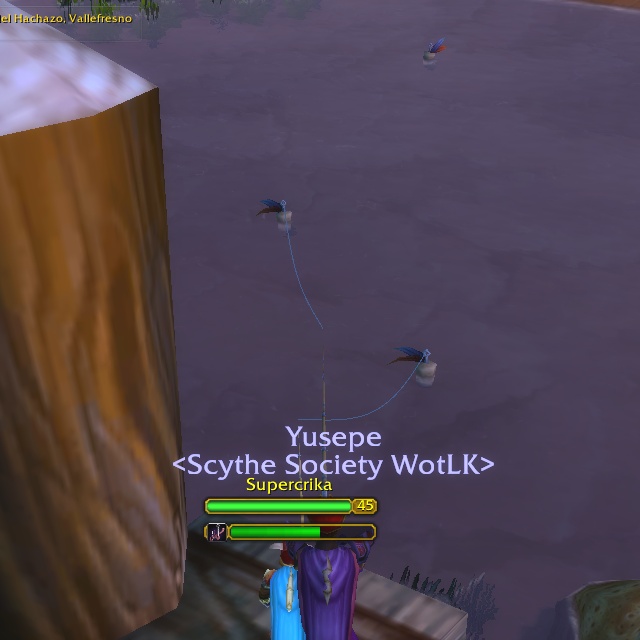 el Hachazo, Vallefresno
Yusepe
<Scythe Society WotLK>
Supercrika
45